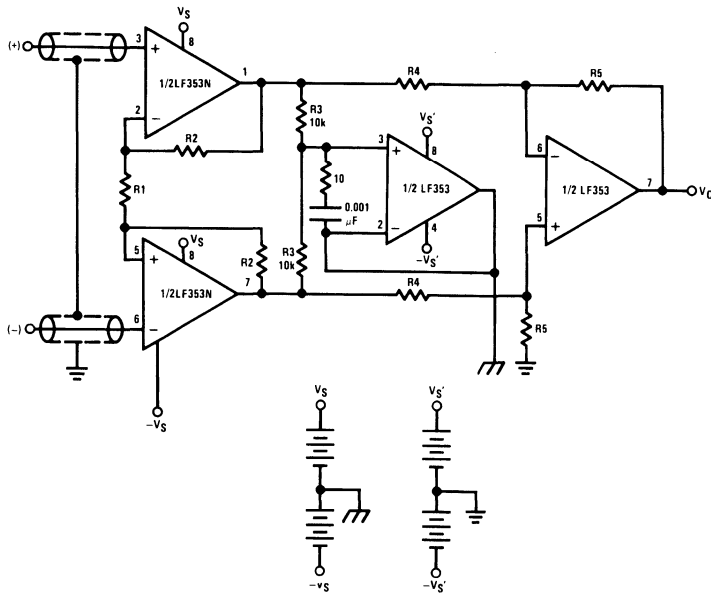 VS
8
(+)
3
+
1/2LF353N
1
2
−
R2
R1
R3
10k
R4
R5
VS'
8
3
+
10
1/2 LF353
0.001
µF
2
−
4
−VS'
6
−
1/2 LF353
7
VO
5
+
VS
8
5
+
R2
R3
10k
1/2LF353N
7
R4
(−)
6
−
R5
−VS
VS
VS'
−VS
−VS'